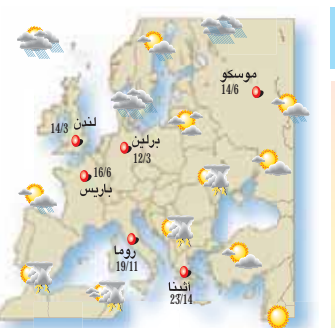 موسكو
14/6
لندن
14/3
برلين
12/3
16/6
باريس
روما
19/11
أثينا
23/14